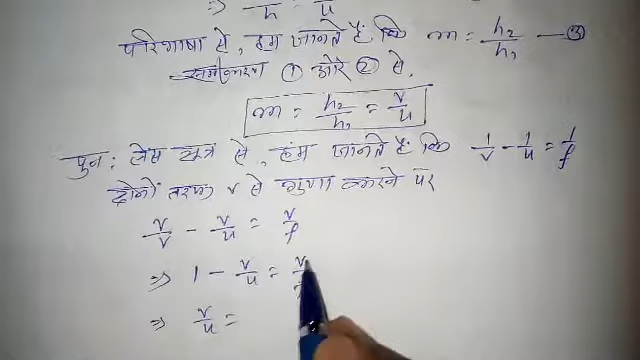 ⇒ h = u
परिभाषा से, हम जानते हैं कि m = h₂/h₁ —③
समीकरण ① और ② से,
m = h₂/h₁ = v/u
पुन: लेंस सूत्र से, हम जानते हैं कि 1/v - 1/u = 1/f
दोनों तरफ v से गुणा करने पर
v/v - v/u = v/f
⇒ 1 - v/u = v
⇒ v/u =